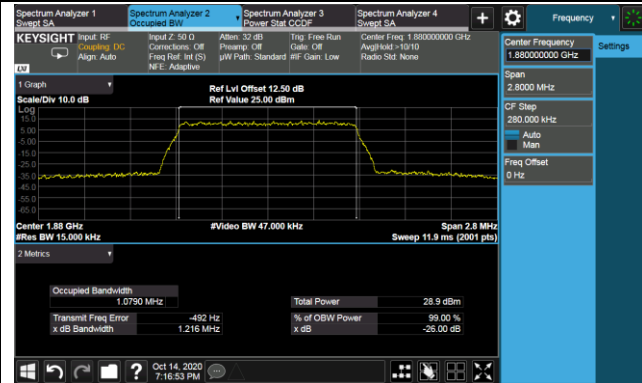 Spectrum Analyzer 1
Swept SA
Spectrum Analyzer 2
Occupied BW
Spectrum Analyzer 3
Power Stat CCDF
Spectrum Analyzer 4
Swept SA
+
Frequency
KEYSIGHT
Input: RF
Coupling: DC
Align: Auto
Input Z: 50 Ω
Corrections: Off
Freq Ref: Int (S)
NFE: Adaptive
Atten: 32 dB
Preamp: Off
µW Path: Standard
Trig: Free Run
Gate: Off
#IF Gain: Low
Center Freq: 1.880000000 GHz
Avg|Hold:>10/10
Radio Std: None
LXI
Center Frequency
1.880000000 GHz
Settings
Span
2.8000 MHz
CF Step
280.000 kHz
Auto
Man
Freq Offset
0 Hz
1 Graph
Scale/Div 10.0 dB
Ref Lvl Offset 12.50 dB
Ref Value 25.00 dBm
Log
15.0
5.00
-5.00
-15.0
-25.0
-35.0
-45.0
-55.0
-65.0
Center 1.88 GHz
#Res BW 15.000 kHz
#Video BW 47.000 kHz
Span 2.8 MHz
Sweep 11.9 ms (2001 pts)
2 Metrics
Occupied Bandwidth
1.0790 MHz
Total Power 28.9 dBm
Transmit Freq Error -492 Hz
% of OBW Power 99.00 %
x dB Bandwidth 1.216 MHz
x dB -26.00 dB
?
Oct 14, 2020
7:16:53 PM